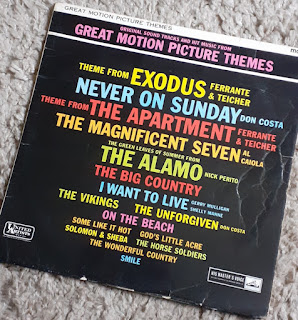 GREAT MOTION PICTURE THEMES
ORIGINAL SOUND TRACKS AND HIT MUSIC FROM
GREAT MOTION PICTURE THEMES
THEME FROM EXODUS FERRANTE & TEICHER
NEVER ON SUNDAY DON COSTA
THEME FROM THE APARTMENT FERRANTE & TEICHER
THE MAGNIFICENT SEVEN AL CAIOLA
THE GREEN LEAVES OF SUMMER FROM
THE ALAMO NICK PERITO
THE BIG COUNTRY
I WANT TO LIVE GERRY MULLIGAN SHELLY MANNE
THE VIKINGS THE UNFORGIVEN DON COSTA
ON THE BEACH
SOME LIKE IT HOT GOD'S LITTLE ACRE
SOLOMON & SHEBA THE HORSE SOLDIERS
THE WONDERFUL COUNTRY
SMILE
UNITED ARTISTS
HIS MASTER'S VOICE